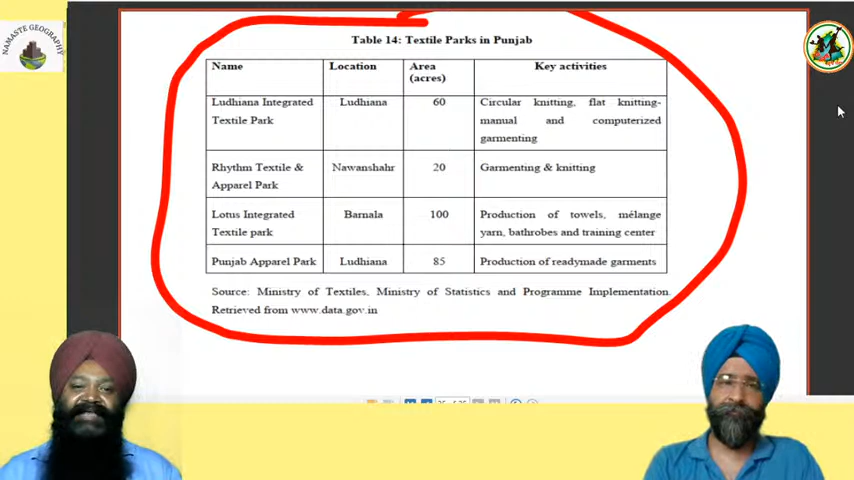 NAMASTE GEOGRAPHY
Table 14: Textile Parks in Punjab
Name Location Area (acres) Key activities
Ludhiana Integrated Textile Park Ludhiana 60 Circular knitting, flat knitting-manual and computerized garmenting
Rhythm Textile & Apparel Park Nawanshahr 20 Garmenting & knitting
Lotus Integrated Textile park Barnala 100 Production of towels, mélange yarn, bathrobes and training center
Punjab Apparel Park Ludhiana 85 Production of readymade garments
Source: Ministry of Textiles, Ministry of Statistics and Programme Implementation.
Retrieved from www.data.gov.in